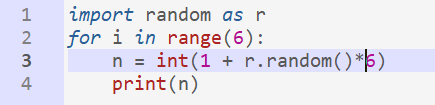 1 import random as r
2 for i in range(6):
3     n = int(1 + r.random()*6)
4     print(n)